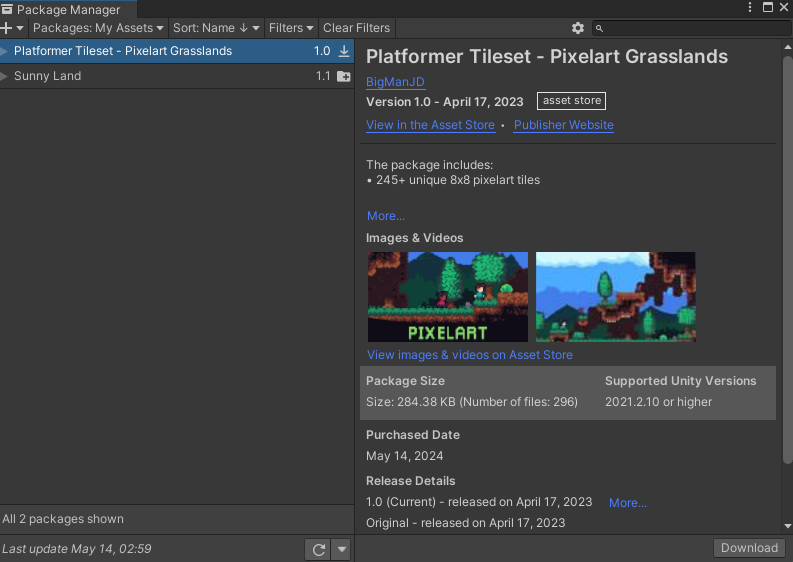 Package Manager
Packages: My Assets Sort: Name ↓ Filters Clear Filters
Platformer Tileset - Pixelart Grasslands 1.0
Sunny Land 1.1
All 2 packages shown
Last update May 14, 02:59
Platformer Tileset - Pixelart Grasslands
BigManJD
Version 1.0 - April 17, 2023 asset store
View in the Asset Store • Publisher Website
The package includes:
• 245+ unique 8x8 pixelart tiles
More...
Images & Videos
PIXELART
View images & videos on Asset Store
Package Size Supported Unity Versions
Size: 284.38 KB (Number of files: 296) 2021.2.10 or higher
Purchased Date
May 14, 2024
Release Details
1.0 (Current) - released on April 17, 2023 More...
Original - released on April 17, 2023
Download